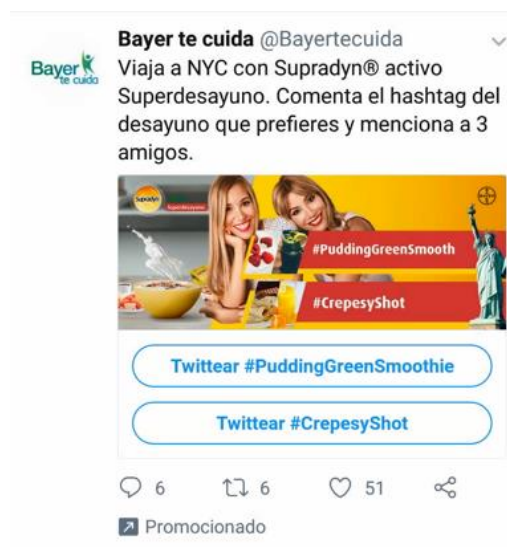 Bayer te cuida @Bayertecuida
Bayer
te cuida
Viaja a NYC con Supradyn® activo
Superdesayuno. Comenta el hashtag del
desayuno que prefieres y menciona a 3
amigos.
Supradyn
Superdesayuno
#PuddingGreenSmooth
#CrepesyShot
Twittear #PuddingGreenSmoothie
Twittear #CrepesyShot
6 6 51
Promocionado